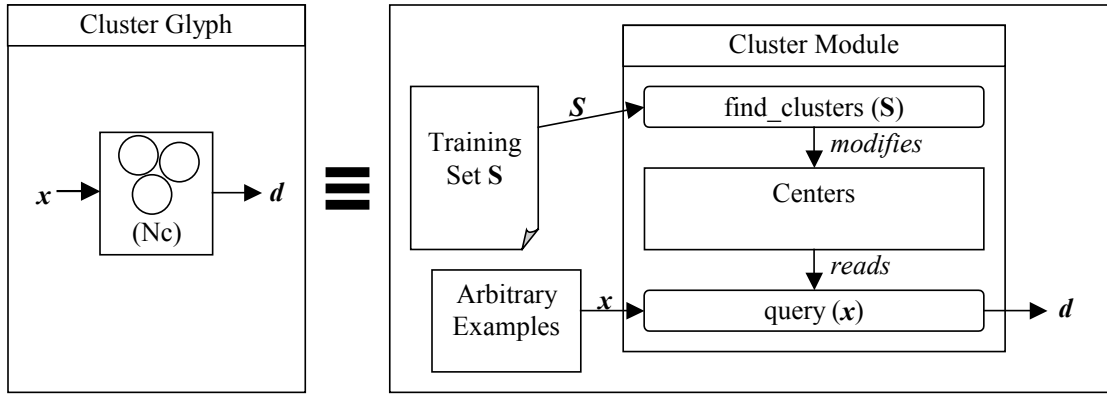 Cluster Glyph
x
(Nc)
d
Cluster Module
Training
Set S
S
find_clusters (S)
modifies
Centers
reads
Arbitrary
Examples
x
query (x)
d